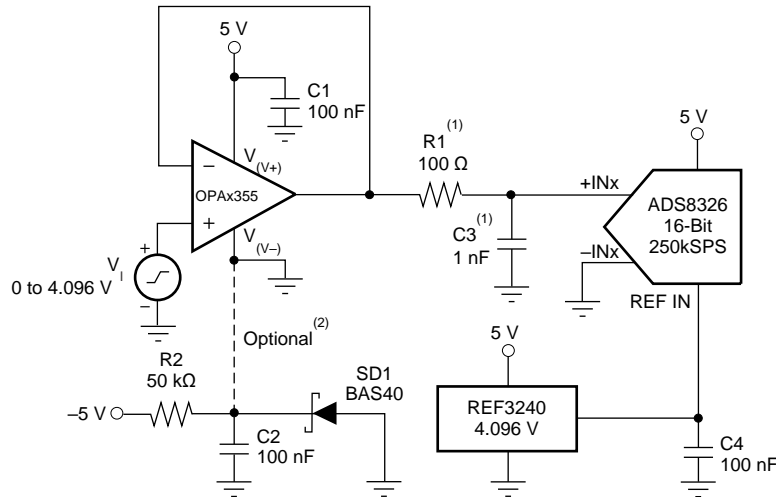 5 V
C1
100 nF
R1(1)
100 Ω
5 V
V(V+)
−
OPAx355
+
V(V−)
+INx
ADS8326
16-Bit
250kSPS
−INx
REF IN
C3(1)
1 nF
+
VI
0 to 4.096 V
−
Optional(2)
R2
50 kΩ
SD1
BAS40
5 V
–5 V
REF3240
4.096 V
C2
100 nF
C4
100 nF